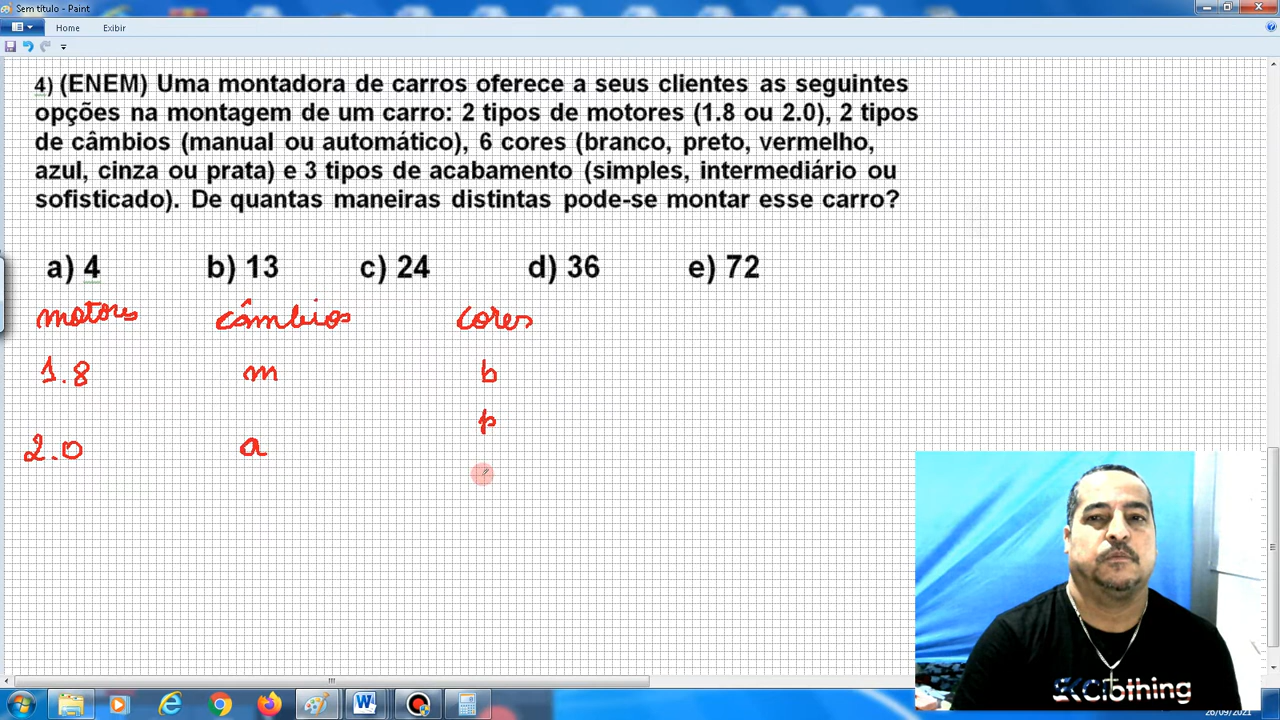 Sem título - Paint
Home Exibir
4) (ENEM) Uma montadora de carros oferece a seus clientes as seguintes
opções na montagem de um carro: 2 tipos de motores (1.8 ou 2.0), 2 tipos
de câmbios (manual ou automático), 6 cores (branco, preto, vermelho,
azul, cinza ou prata) e 3 tipos de acabamento (simples, intermediário ou
sofisticado). De quantas maneiras distintas pode-se montar esse carro?
a) 4 b) 13 c) 24 d) 36 e) 72
motores câmbios cores
1.8 m b
p
2.0 a
Clothing
26/09/2021